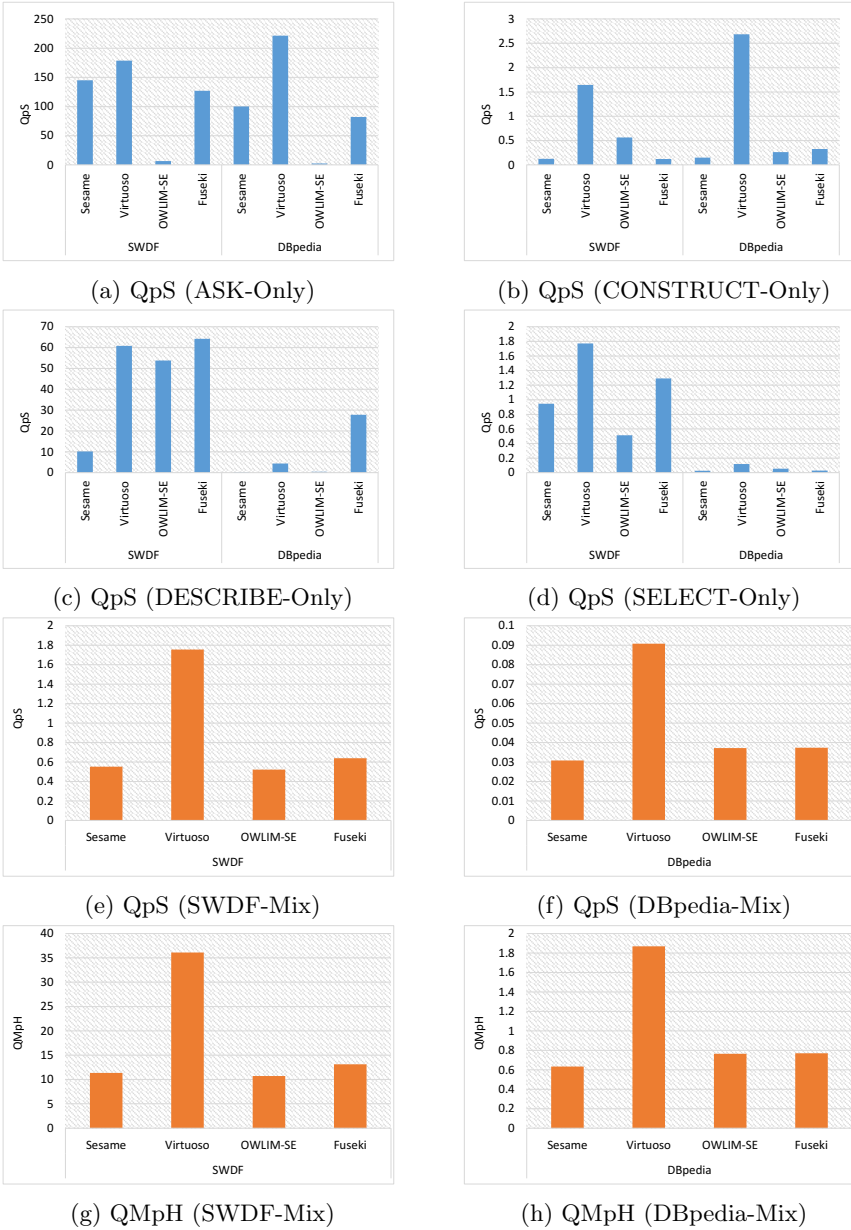 250
200
150
100
50
0
QpS
Sesame
Virtuoso
OWLIM-SE
Fuseki
Sesame
Virtuoso
OWLIM-SE
Fuseki
SWDF
DBpedia
(a) QpS (ASK-Only)
3
2.5
2
1.5
1
0.5
0
QpS
Sesame
Virtuoso
OWLIM-SE
Fuseki
Sesame
Virtuoso
OWLIM-SE
Fuseki
SWDF
DBpedia
(b) QpS (CONSTRUCT-Only)
70
60
50
40
30
20
10
0
QpS
Sesame
Virtuoso
OWLIM-SE
Fuseki
Sesame
Virtuoso
OWLIM-SE
Fuseki
SWDF
DBpedia
(c) QpS (DESCRIBE-Only)
2
1.8
1.6
1.4
1.2
1
0.8
0.6
0.4
0.2
0
QpS
Sesame
Virtuoso
OWLIM-SE
Fuseki
Sesame
Virtuoso
OWLIM-SE
Fuseki
SWDF
DBpedia
(d) QpS (SELECT-Only)
2
1.8
1.6
1.4
1.2
1
0.8
0.6
0.4
0.2
0
QpS
Sesame Virtuoso OWLIM-SE Fuseki
SWDF
(e) QpS (SWDF-Mix)
0.1
0.09
0.08
0.07
0.06
0.05
0.04
0.03
0.02
0.01
0
QpS
Sesame Virtuoso OWLIM-SE Fuseki
DBpedia
(f) QpS (DBpedia-Mix)
40
35
30
25
20
15
10
5
0
QMpH
Sesame Virtuoso OWLIM-SE Fuseki
SWDF
(g) QMpH (SWDF-Mix)
2
1.8
1.6
1.4
1.2
1
0.8
0.6
0.4
0.2
0
QMpH
Sesame Virtuoso OWLIM-SE Fuseki
DBpedia
(h) QMpH (DBpedia-Mix)